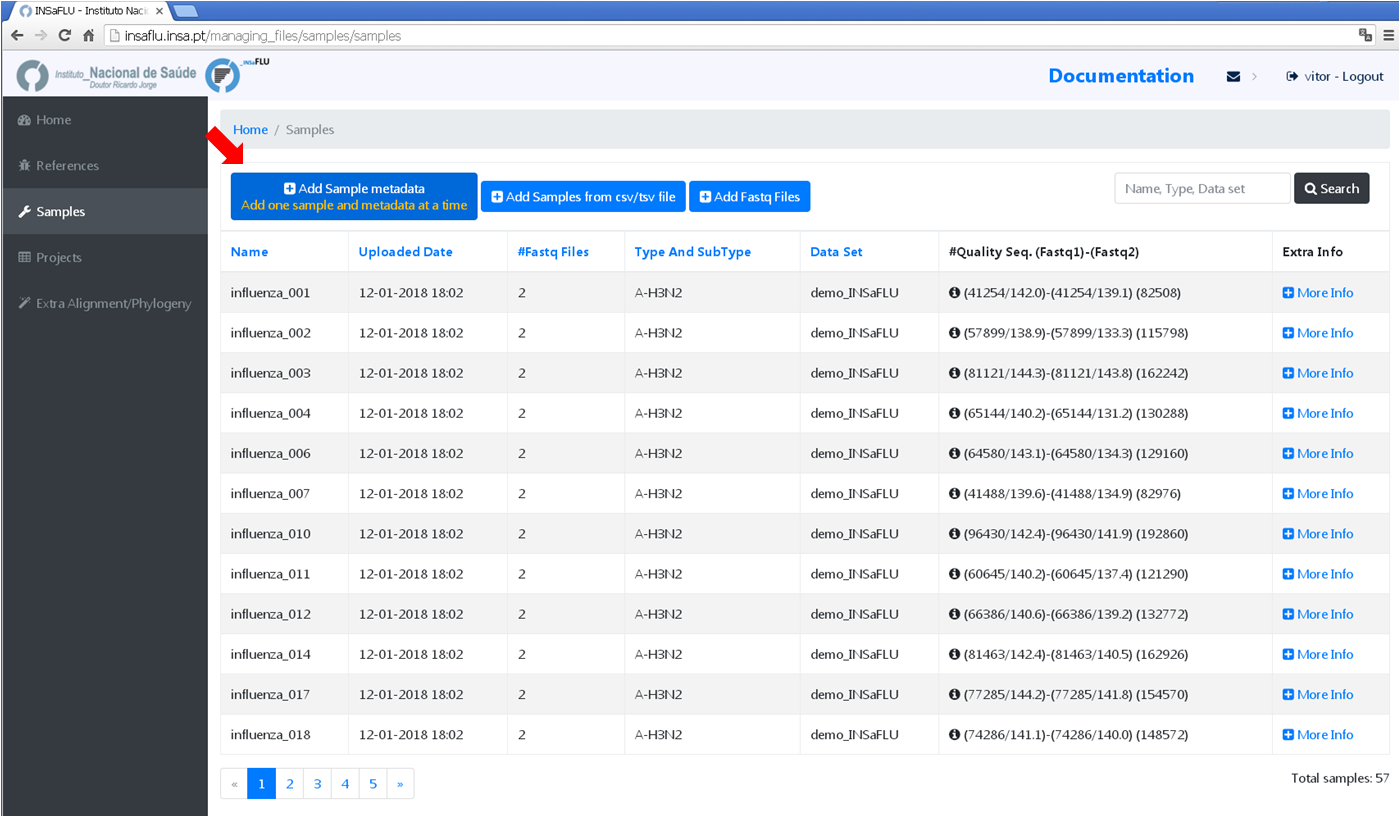 INSaFLU - Instituto Naci
insaflu.insa.pt/managing_files/samples/samples
Instituto_Nacional de Saúde
Doutor Ricardo Jorge
_INSaFLU
Documentation
vitor - Logout
Home
References
Samples
Projects
Extra Alignment/Phylogeny
Home / Samples
Add Sample metadata
Add one sample and metadata at a time
Add Samples from csv/tsv file
Add Fastq Files
Name, Type, Data set
Search
Name Uploaded Date #Fastq Files Type And SubType Data Set #Quality Seq. (Fastq1)-(Fastq2) Extra Info
influenza_001 12-01-2018 18:02 2 A-H3N2 demo_INSaFLU (41254/142.0)-(41254/139.1) (82508) More Info
influenza_002 12-01-2018 18:02 2 A-H3N2 demo_INSaFLU (57899/138.9)-(57899/133.3) (115798) More Info
influenza_003 12-01-2018 18:02 2 A-H3N2 demo_INSaFLU (81121/144.3)-(81121/143.8) (162242) More Info
influenza_004 12-01-2018 18:02 2 A-H3N2 demo_INSaFLU (65144/140.2)-(65144/131.2) (130288) More Info
influenza_006 12-01-2018 18:02 2 A-H3N2 demo_INSaFLU (64580/143.1)-(64580/134.3) (129160) More Info
influenza_007 12-01-2018 18:02 2 A-H3N2 demo_INSaFLU (41488/139.6)-(41488/134.9) (82976) More Info
influenza_010 12-01-2018 18:02 2 A-H3N2 demo_INSaFLU (96430/142.4)-(96430/141.9) (192860) More Info
influenza_011 12-01-2018 18:02 2 A-H3N2 demo_INSaFLU (60645/140.2)-(60645/137.4) (121290) More Info
influenza_012 12-01-2018 18:02 2 A-H3N2 demo_INSaFLU (66386/140.6)-(66386/139.2) (132772) More Info
influenza_014 12-01-2018 18:02 2 A-H3N2 demo_INSaFLU (81463/142.4)-(81463/140.5) (162926) More Info
influenza_017 12-01-2018 18:02 2 A-H3N2 demo_INSaFLU (77285/144.2)-(77285/141.8) (154570) More Info
influenza_018 12-01-2018 18:02 2 A-H3N2 demo_INSaFLU (74286/141.1)-(74286/140.0) (148572) More Info
« 1 2 3 4 5 »
Total samples: 57